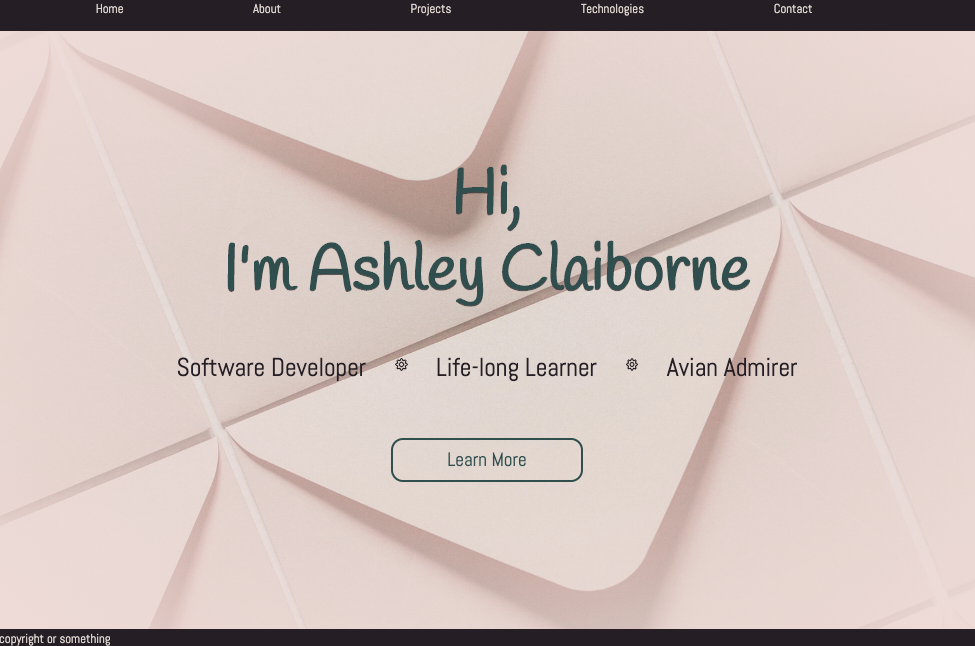 Home About Projects Technologies Contact
Hi,
I'm Ashley Claiborne
Software Developer Life-long Learner Avian Admirer
Learn More
copyright or something